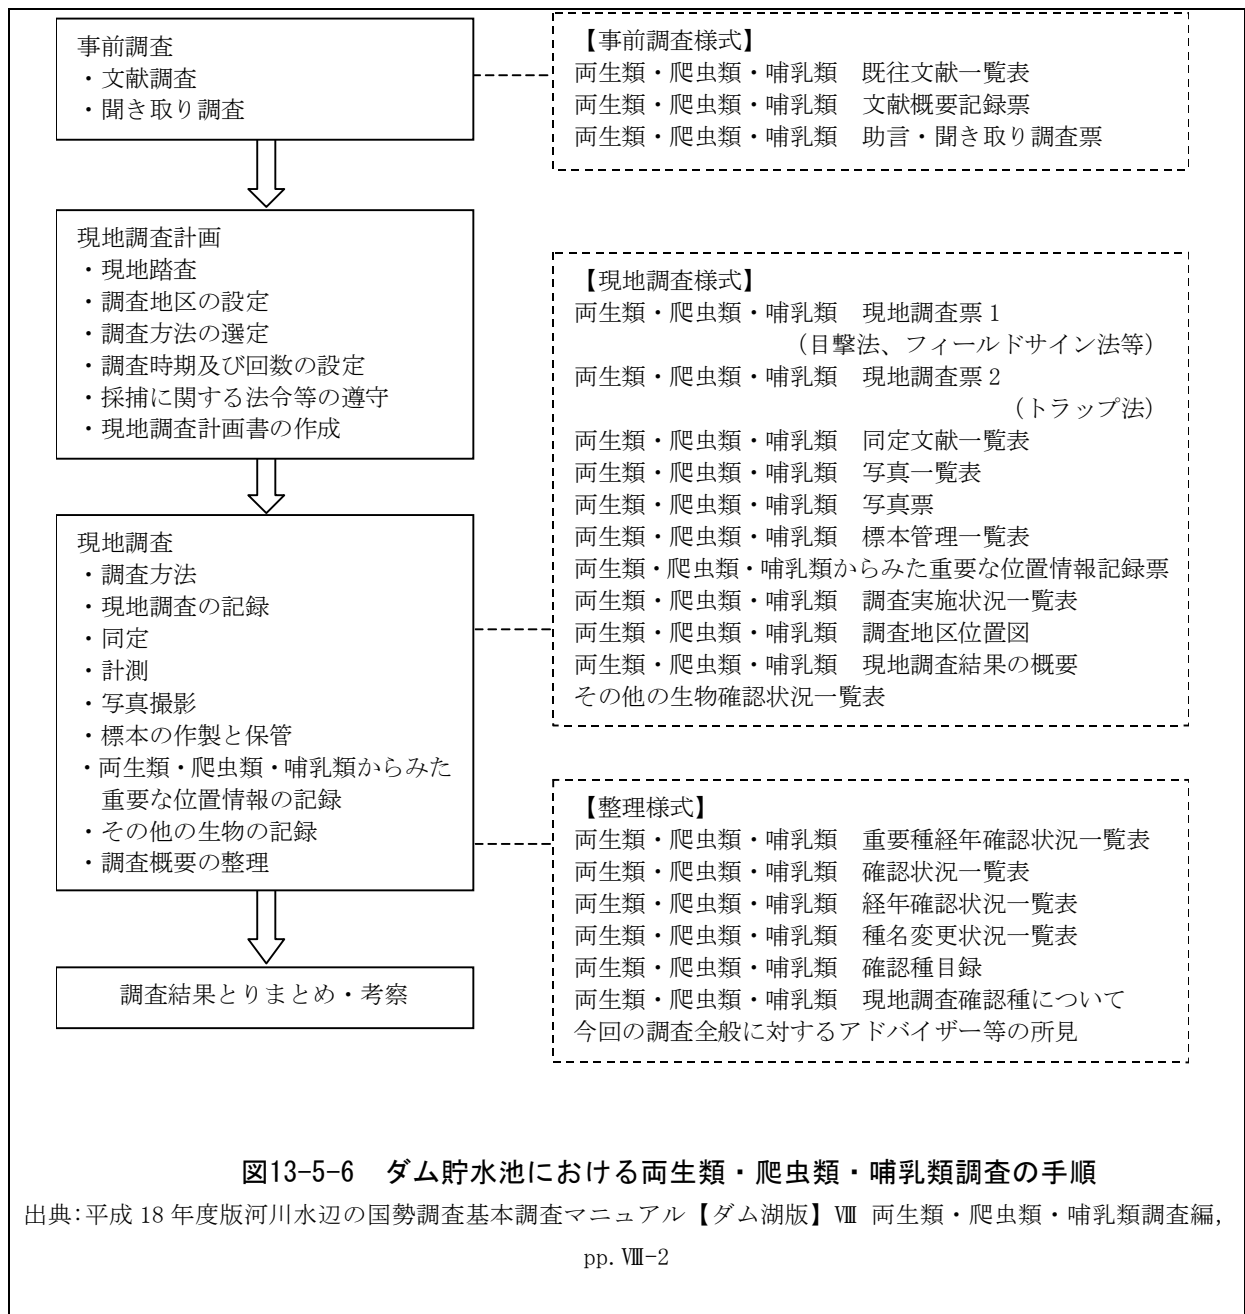 事前調査
・文献調査
・聞き取り調査
【事前調査様式】
両生類・爬虫類・哺乳類　既往文献一覧表
両生類・爬虫類・哺乳類　文献概要記録票
両生類・爬虫類・哺乳類　助言・聞き取り調査票
現地調査計画
・現地踏査
・調査地区の設定
・調査方法の選定
・調査時期及び回数の設定
・採捕に関する法令等の遵守
・現地調査計画書の作成
【現地調査様式】
両生類・爬虫類・哺乳類　現地調査票 1
（目撃法、フィールドサイン法等）
両生類・爬虫類・哺乳類　現地調査票 2
（トラップ法）
両生類・爬虫類・哺乳類　同定文献一覧表
両生類・爬虫類・哺乳類　写真一覧表
両生類・爬虫類・哺乳類　写真票
両生類・爬虫類・哺乳類　標本管理一覧表
両生類・爬虫類・哺乳類からみた重要な位置情報記録票
両生類・爬虫類・哺乳類　調査実施状況一覧表
両生類・爬虫類・哺乳類　調査地区位置図
両生類・爬虫類・哺乳類　現地調査結果の概要
その他の生物確認状況一覧表
現地調査
・調査方法
・現地調査の記録
・同定
・計測
・写真撮影
・標本の作製と保管
・両生類・爬虫類・哺乳類からみた
重要な位置情報の記録
・その他の生物の記録
・調査概要の整理
【整理様式】
両生類・爬虫類・哺乳類　重要種経年確認状況一覧表
両生類・爬虫類・哺乳類　確認状況一覧表
両生類・爬虫類・哺乳類　経年確認状況一覧表
両生類・爬虫類・哺乳類　種名変更状況一覧表
両生類・爬虫類・哺乳類　確認種目録
両生類・爬虫類・哺乳類　現地調査確認種について
今回の調査全般に対するアドバイザー等の所見
調査結果とりまとめ・考察
図13-5-6　ダム貯水池における両生類・爬虫類・哺乳類調査の手順
出典:平成 18 年度版河川水辺の国勢調査基本調査マニュアル【ダム湖版】Ⅷ 両生類・爬虫類・哺乳類調査編,
pp.Ⅷ-2